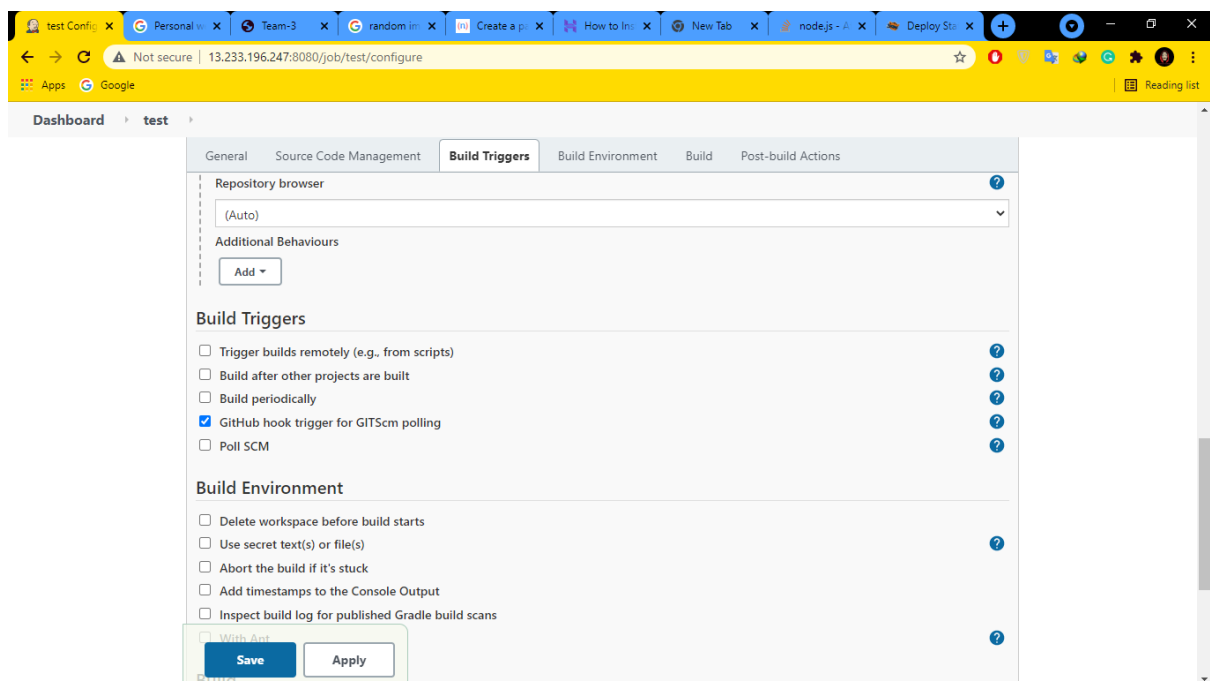 test Config
Personal w
Team-3
random im
Create a pe
How to Ins
New Tab
node.js - A
Deploy Sta
Not secure | 13.233.196.247:8080/job/test/configure
Apps
Google
Reading list
Dashboard
test
General
Source Code Management
Build Triggers
Build Environment
Build
Post-build Actions
Repository browser
(Auto)
Additional Behaviours
Add
Build Triggers
Trigger builds remotely (e.g., from scripts)
Build after other projects are built
Build periodically
GitHub hook trigger for GITScm polling
Poll SCM
Build Environment
Delete workspace before build starts
Use secret text(s) or file(s)
Abort the build if it's stuck
Add timestamps to the Console Output
Inspect build log for published Gradle build scans
With Ant
Save
Apply
Build